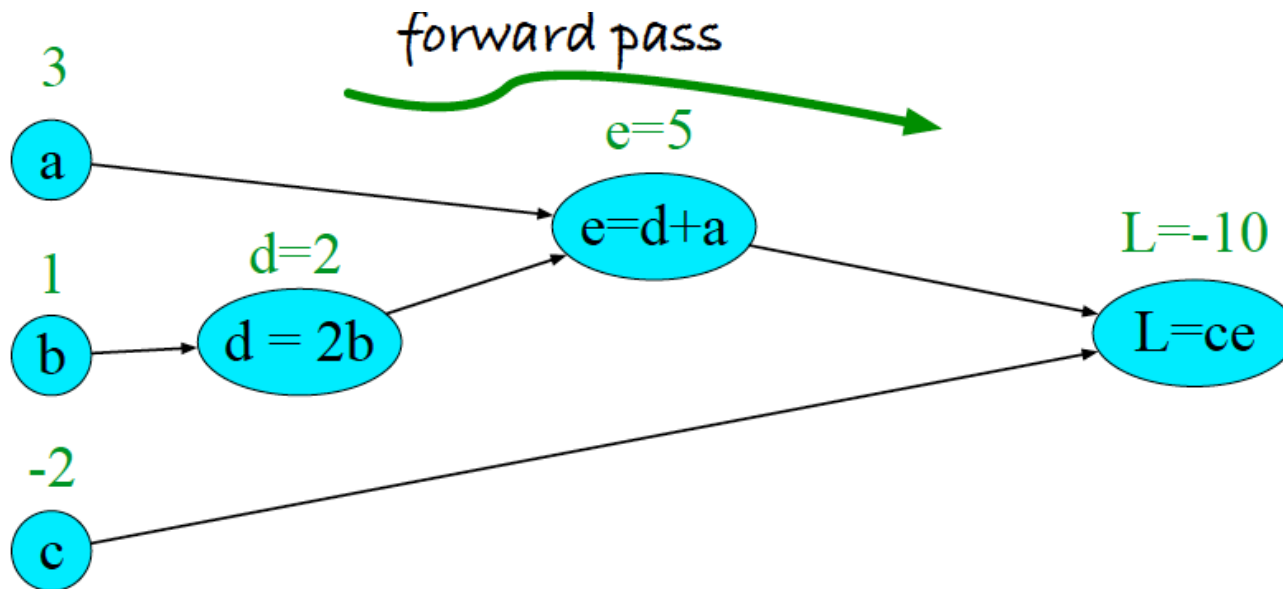 forward pass
3
a
e=5
e=d+a
L=-10
L=ce
1
b
d=2
d = 2b
-2
c